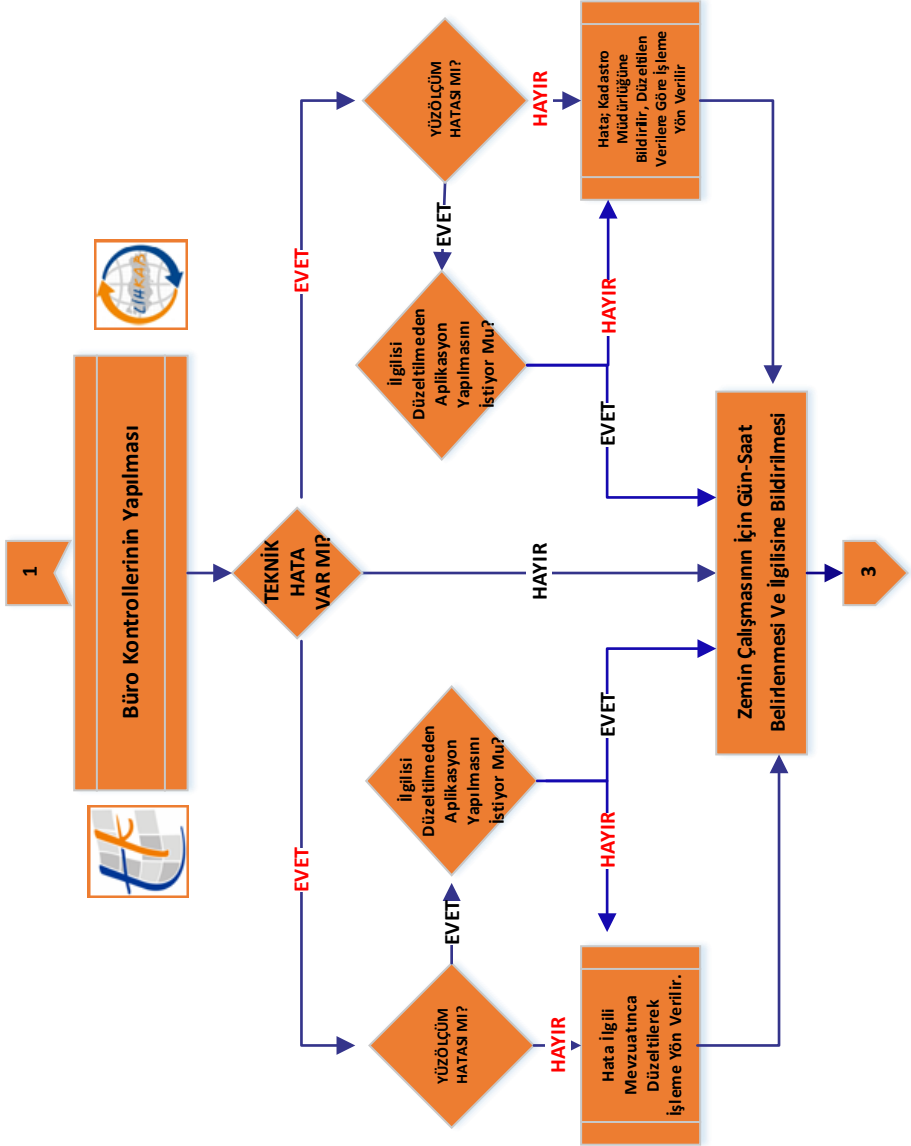 1
Büro Kontrollerinin Yapılması
LİHKAB
TEKNİK
HATA
VAR MI?
EVET
EVET
HAYIR
YÜZÖLÇÜM
HATASI MI?
EVET
HAYIR
İlgilisi
Düzeltilmeden
Aplikasyon
Yapılmasını
İstiyor Mu?
HAYIR
EVET
Hata İlgili
Mevzuatınca
Düzeltilerek
İşleme Yön Verilir.
YÜZÖLÇÜM
HATASI MI?
EVET
HAYIR
İlgilisi
Düzeltilmeden
Aplikasyon
Yapılmasını
İstiyor Mu?
EVET
HAYIR
Hata; Kadastro
Müdürlüğüne
Bildirilir, Düzeltilen
Verilere Göre İşleme
Yön Verilir
Zemin Çalışmasının İçin Gün-Saat
Belirlenmesi Ve İlgilisine Bildirilmesi
3